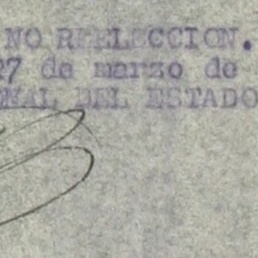 NO REELECCION.
27 de marzo de
NAL DEL ESTADO